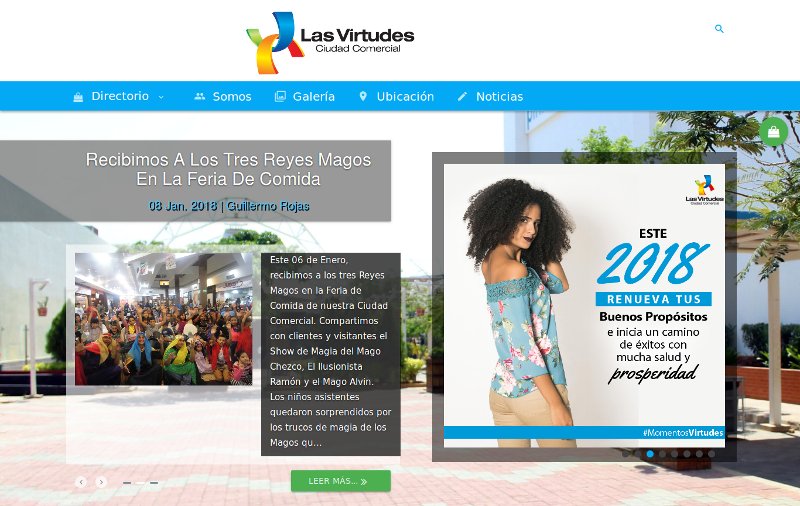 Las Virtudes
Ciudad Comercial
Directorio
Somos
Galería
Ubicación
Noticias
Recibimos A Los Tres Reyes Magos
En La Feria De Comida
08 Jan. 2018 | Guillermo Rojas
Este 06 de Enero,
recibimos a los tres Reyes
Magos en la Feria de
Comida de nuestra Ciudad
Comercial. Compartimos
con clientes y visitantes el
Show de Magia del Mago
Chezco, El Ilusionista
Ramón y el Mago Alvin.
Los niños asistentes
quedaron sorprendidos por
los trucos de magia de los
Magos qu...
LEER MÁS...
Las Virtudes
Ciudad Comercial
ESTE
2018
RENUEVA TUS
Buenos Propósitos
e inicia un camino
de éxitos con
mucha salud y
prosperidad
#MomentosVirtudes